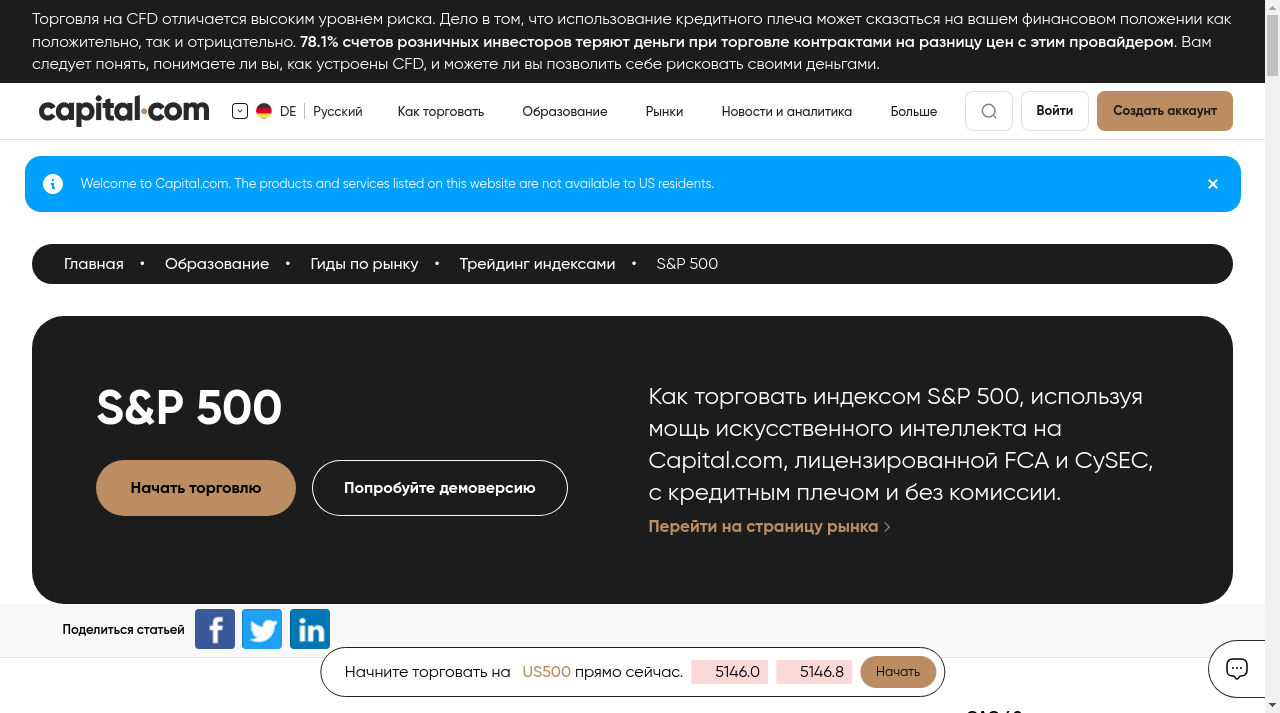 Торговля на CFD отличается высоким уровнем риска. Дело в том, что использование кредитного плеча может сказаться на вашем финансовом положении как
положительно, так и отрицательно. 78.1% счетов розничных инвесторов теряют деньги при торговле контрактами на разницу цен с этим провайдером. Вам
следует понять, понимаете ли вы, как устроены CFD, и можете ли вы позволить себе рисковать своими деньгами.
capital.com DE Русский Как торговать Образование Рынки Новости и аналитика Больше Войти Создать аккаунт
Welcome to Capital.com. The products and services listed on this website are not available to US residents.
Главная • Образование • Гиды по рынку • Трейдинг индексами • S&P 500
S&P 500
Начать торговлю Попробуйте демоверсию
Как торговать индексом S&P 500, используя
мощь искусственного интеллекта на
Capital.com, лицензированной FCA и CySEC,
с кредитным плечом и без комиссии.
Перейти на страницу рынка
Поделиться статьей
Начните торговать на US500 прямо сейчас. 5146.0 5146.8 Начать